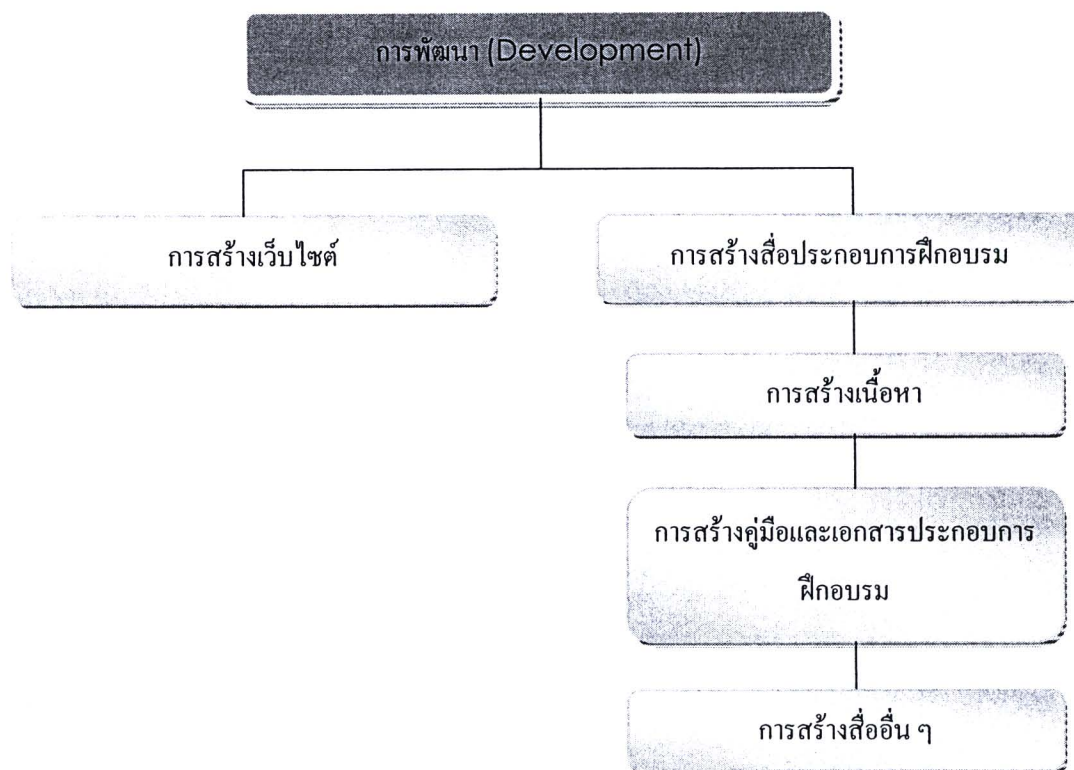 การพัฒนา (Development)
การสร้างเว็บไซต์
การสร้างสื่อประกอบการฝึกอบรม
การสร้างเนื้อหา
การสร้างคู่มือและเอกสารประกอบการ
ฝึกอบรม
การสร้างสื่ออื่น ๆ